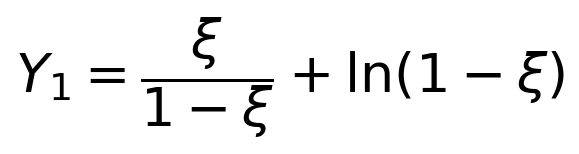 Y₁ = ξ/(1 − ξ) + ln(1 − ξ)